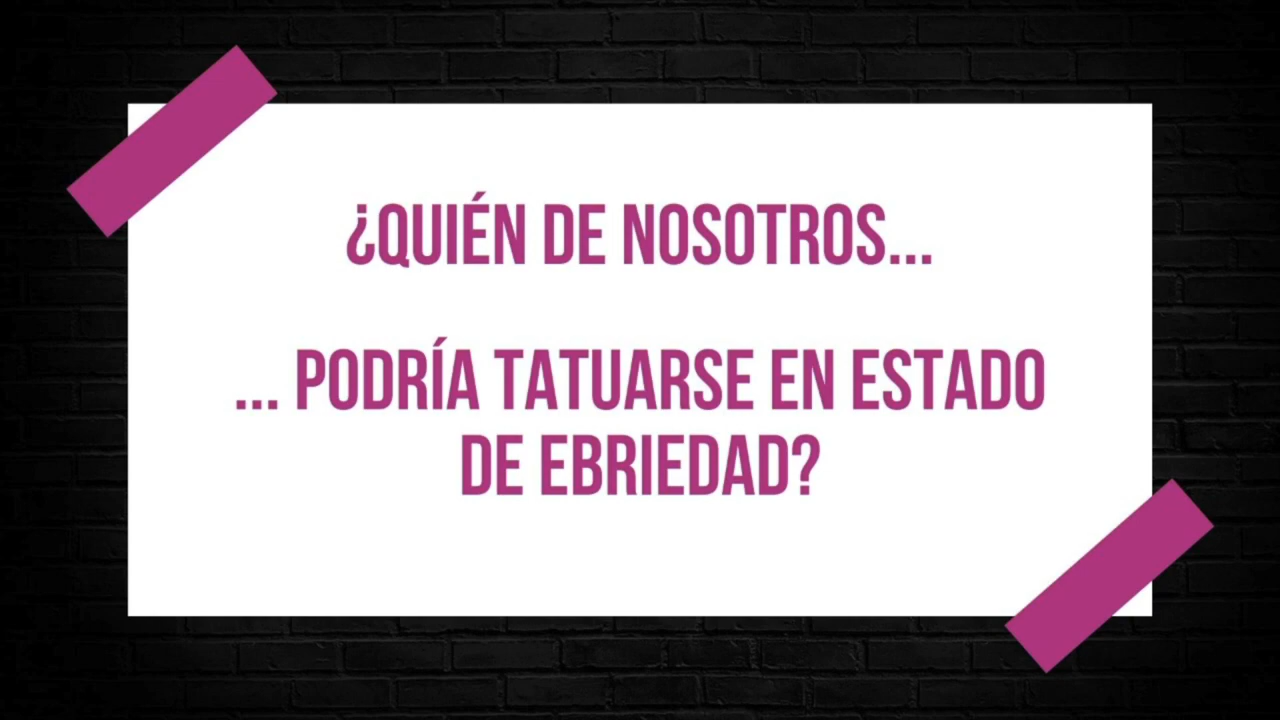 ¿QUIÉN DE NOSOTROS...
... PODRÍA TATUARSE EN ESTADO
DE EBRIEDAD?